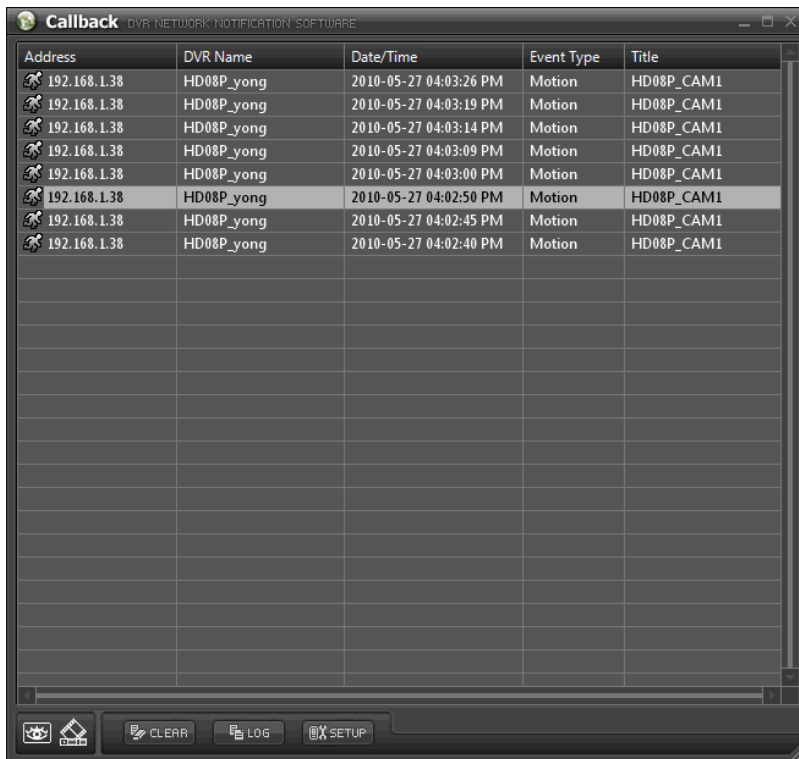 Callback DVR NETWORK NOTIFICATION SOFTWARE
Address DVR Name Date/Time Event Type Title
192.168.1.38 HD08P_yong 2010-05-27 04:03:26 PM Motion HD08P_CAM1
192.168.1.38 HD08P_yong 2010-05-27 04:03:19 PM Motion HD08P_CAM1
192.168.1.38 HD08P_yong 2010-05-27 04:03:14 PM Motion HD08P_CAM1
192.168.1.38 HD08P_yong 2010-05-27 04:03:09 PM Motion HD08P_CAM1
192.168.1.38 HD08P_yong 2010-05-27 04:03:00 PM Motion HD08P_CAM1
192.168.1.38 HD08P_yong 2010-05-27 04:02:50 PM Motion HD08P_CAM1
192.168.1.38 HD08P_yong 2010-05-27 04:02:45 PM Motion HD08P_CAM1
192.168.1.38 HD08P_yong 2010-05-27 04:02:40 PM Motion HD08P_CAM1
CLEAR LOG SETUP